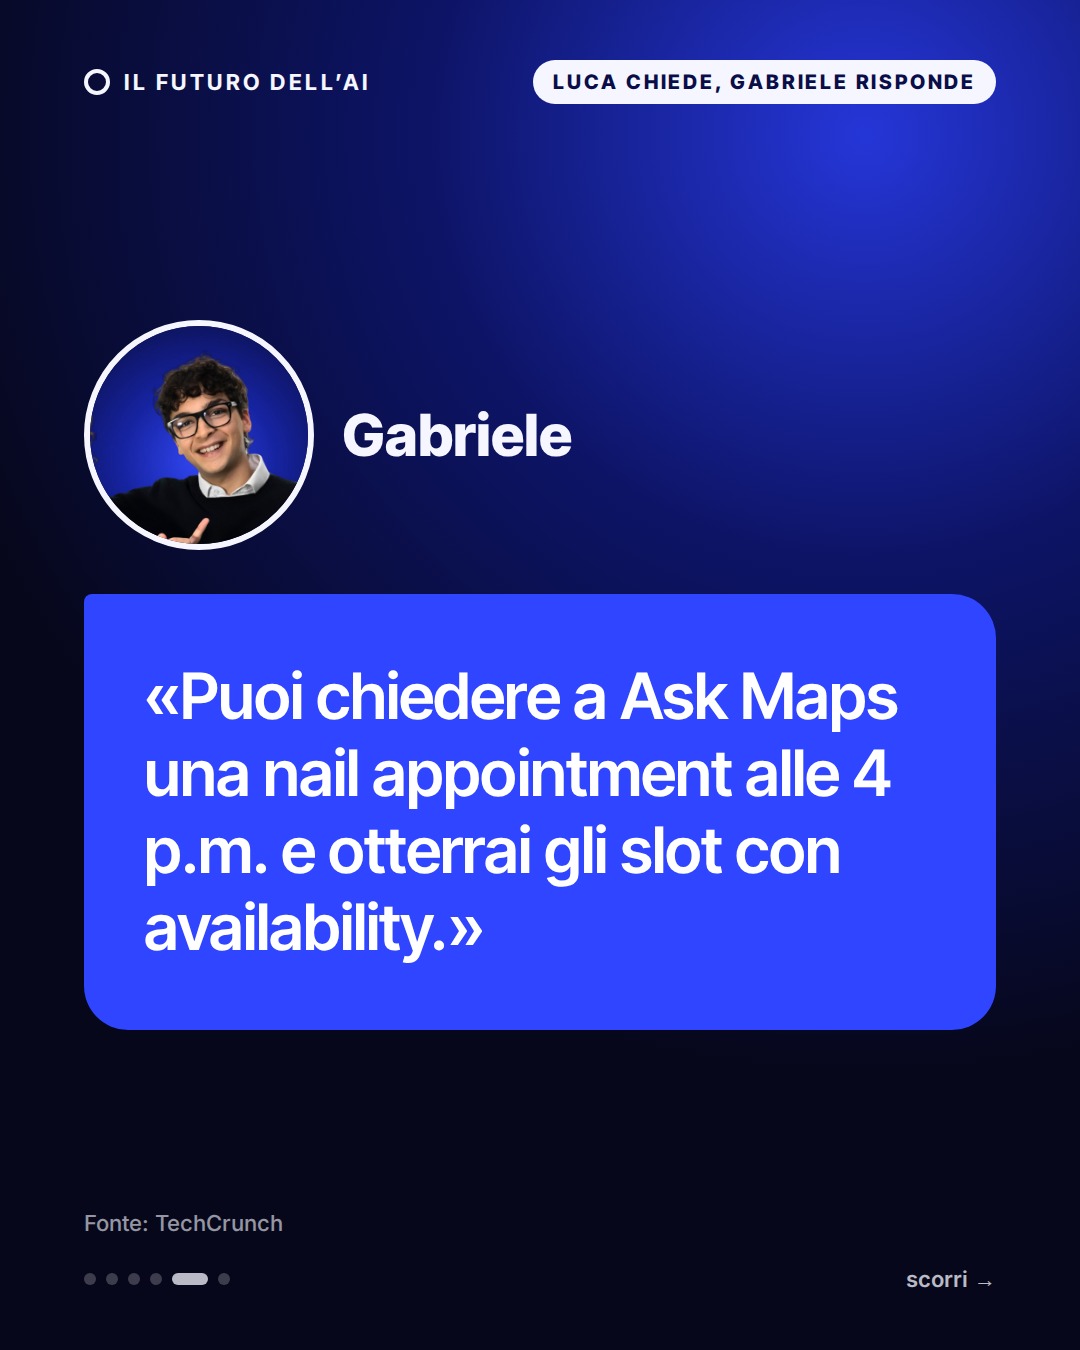 IL FUTURO DELL’AI
LUCA CHIEDE, GABRIELE RISPONDE
Gabriele
«Puoi chiedere a Ask Maps
una nail appointment alle 4
p.m. e otterrai gli slot con
availability.»
Fonte: TechCrunch
scorri →